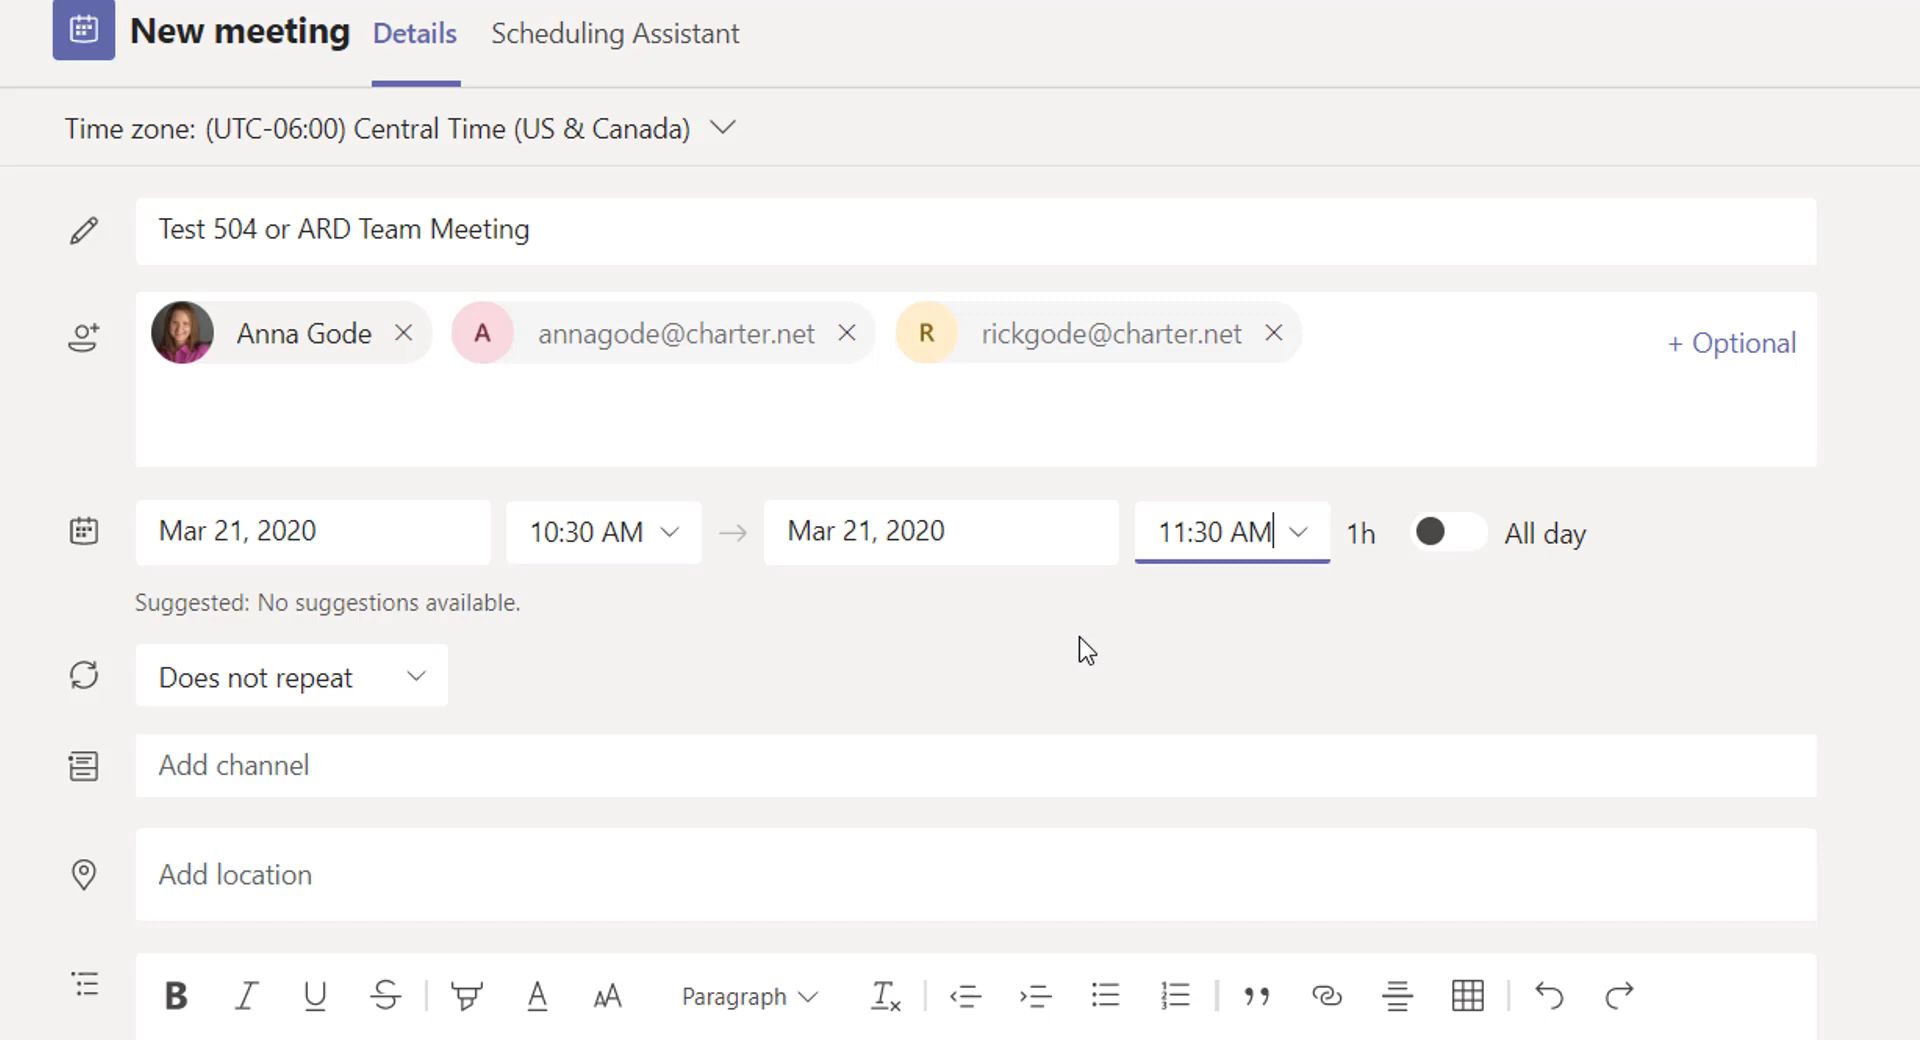 New meeting Details Scheduling Assistant
Time zone: (UTC-06:00) Central Time (US & Canada)
Test 504 or ARD Team Meeting
Anna Gode A annagode@charter.net R rickgode@charter.net + Optional
Mar 21, 2020 10:30 AM → Mar 21, 2020 11:30 AM 1h All day
Suggested: No suggestions available.
Does not repeat
Add channel
Add location
B I U S A AA Paragraph Tx